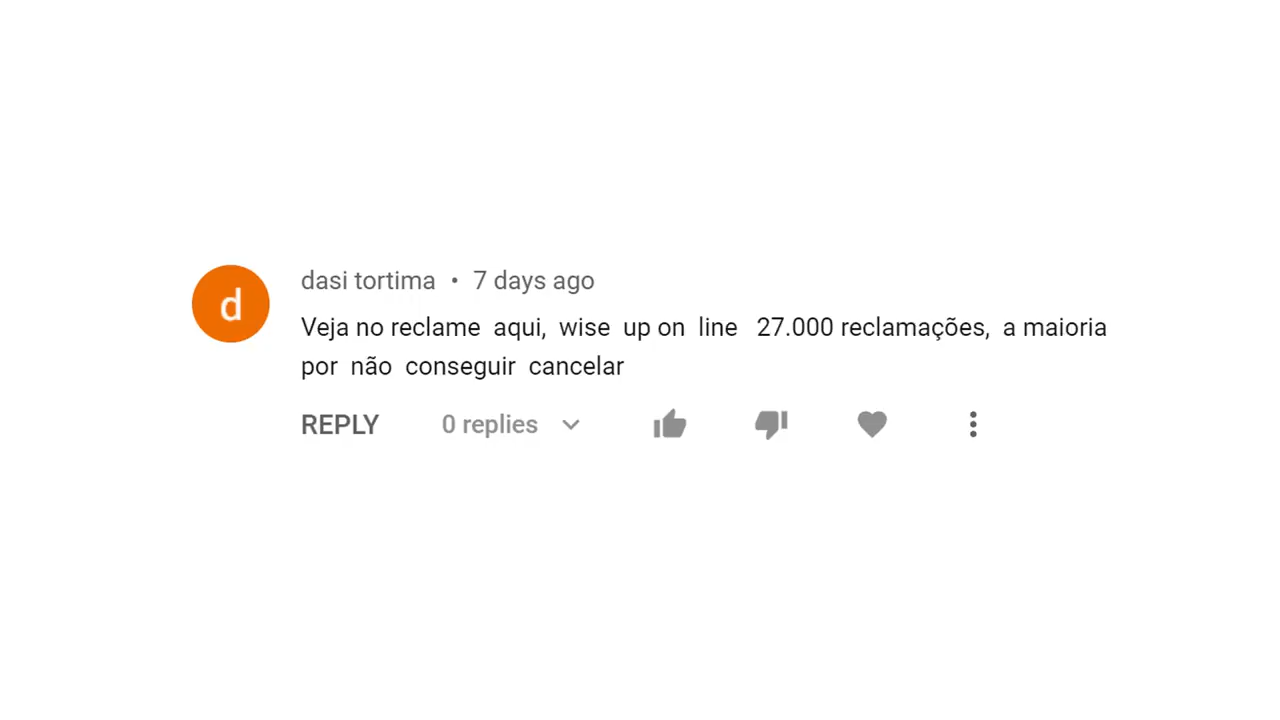 d
dasi tortima • 7 days ago
Veja no reclame aqui, wise up on line 27.000 reclamações, a maioria
por não conseguir cancelar
REPLY 0 replies